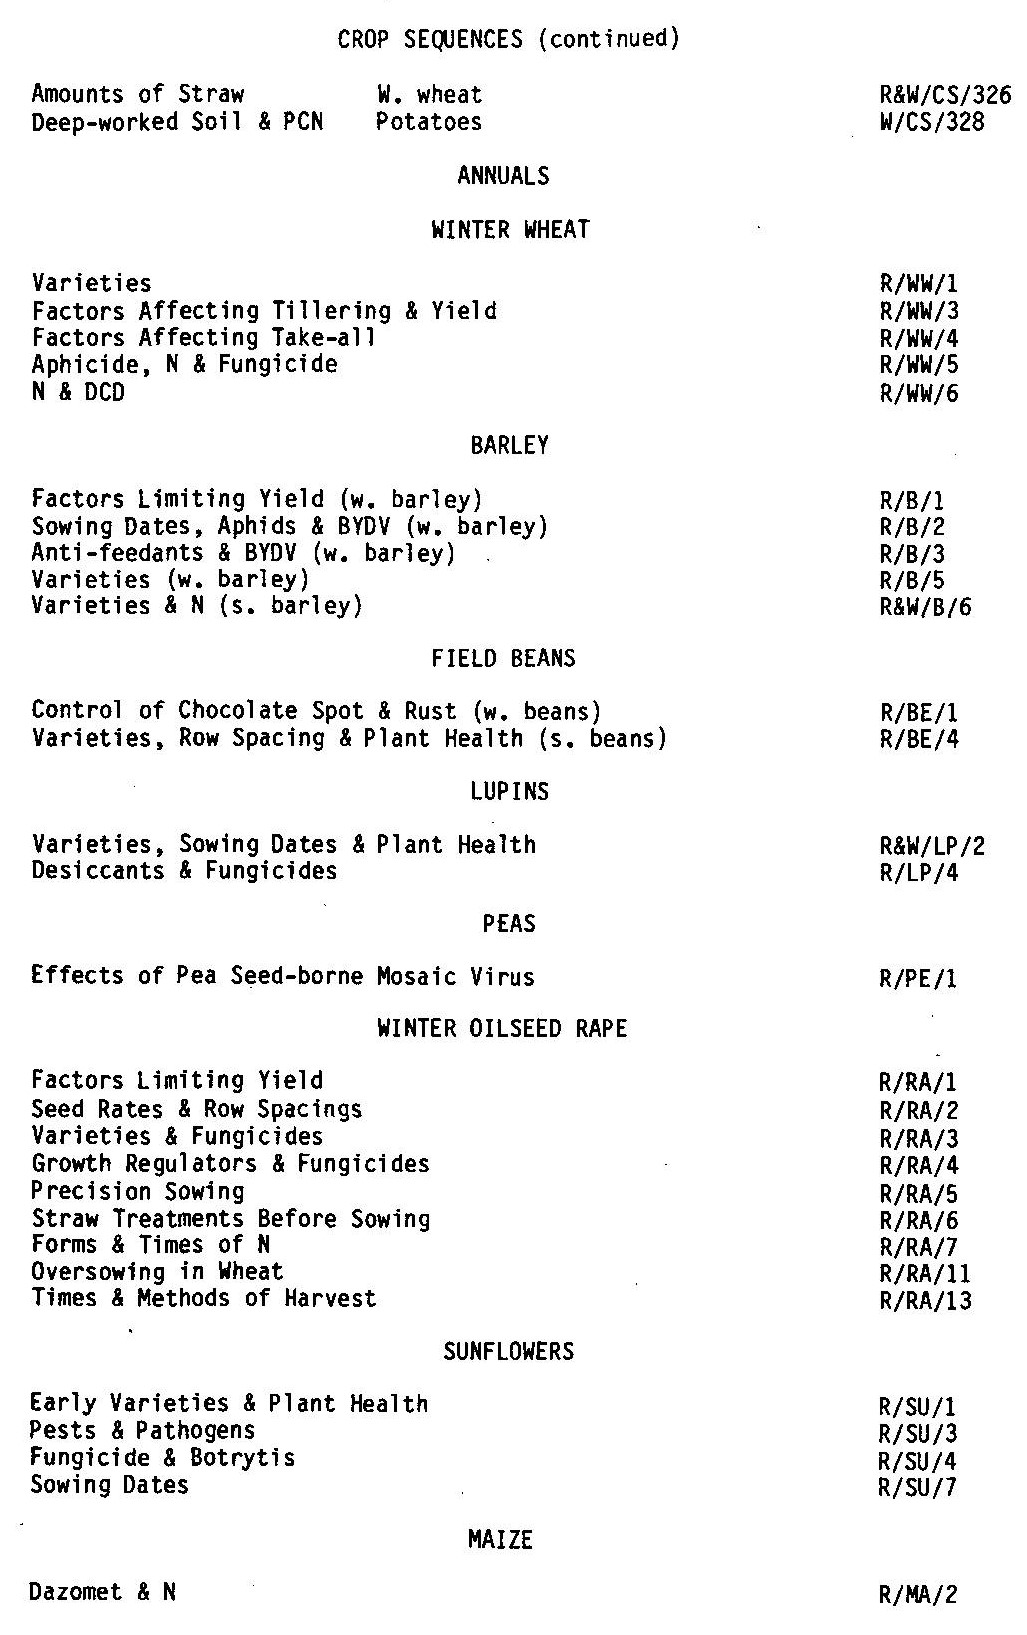 CROP SEQUENCES (continued)
Amounts of Straw W. wheat R&W/CS/326
Deep-worked Soil & PCN Potatoes W/CS/328
ANNUALS
WINTER WHEAT
Varieties R/WW/1
Factors Affecting Tillering & Yield R/WW/3
Factors Affecting Take-all R/WW/4
Aphicide, N & Fungicide R/WW/5
N & DCD R/WW/6
BARLEY
Factors Limiting Yield (w. barley) R/B/1
Sowing Dates, Aphids & BYDV (w. barley) R/B/2
Anti-feedants & BYDV (w. barley) R/B/3
Varieties (w. barley) R/B/5
Varieties & N (s. barley) R&W/B/6
FIELD BEANS
Control of Chocolate Spot & Rust (w. beans) R/BE/1
Varieties, Row Spacing & Plant Health (s. beans) R/BE/4
LUPINS
Varieties, Sowing Dates & Plant Health R&W/LP/2
Desiccants & Fungicides R/LP/4
PEAS
Effects of Pea Seed-borne Mosaic Virus R/PE/1
WINTER OILSEED RAPE
Factors Limiting Yield R/RA/1
Seed Rates & Row Spacings R/RA/2
Varieties & Fungicides R/RA/3
Growth Regulators & Fungicides R/RA/4
Precision Sowing R/RA/5
Straw Treatments Before Sowing R/RA/6
Forms & Times of N R/RA/7
Oversowing in Wheat R/RA/11
Times & Methods of Harvest R/RA/13
SUNFLOWERS
Early Varieties & Plant Health R/SU/1
Pests & Pathogens R/SU/3
Fungicide & Botrytis R/SU/4
Sowing Dates R/SU/7
MAIZE
Dazomet & N R/MA/2